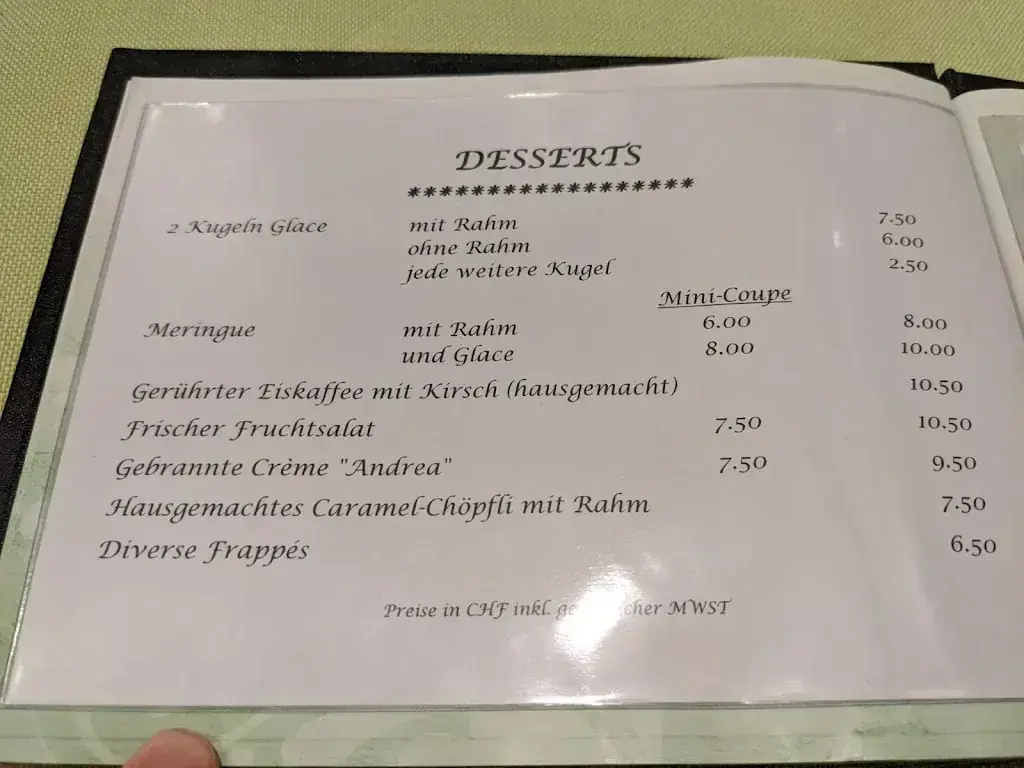 DESSERTS
******************
2 Kugeln Glace mit Rahm 7.50
ohne Rahm 6.00
jede weitere Kugel 2.50
Mini-Coupe
Meringue mit Rahm 6.00 8.00
und Glace 8.00 10.00
Gerührter Eiskaffee mit Kirsch (hausgemacht) 10.50
Frischer Fruchtsalat 7.50 10.50
Gebrannte Crème "Andrea" 7.50 9.50
Hausgemachtes Caramel-Chöpfli mit Rahm 7.50
Diverse Frappés 6.50
Preise in CHF inkl. MWST